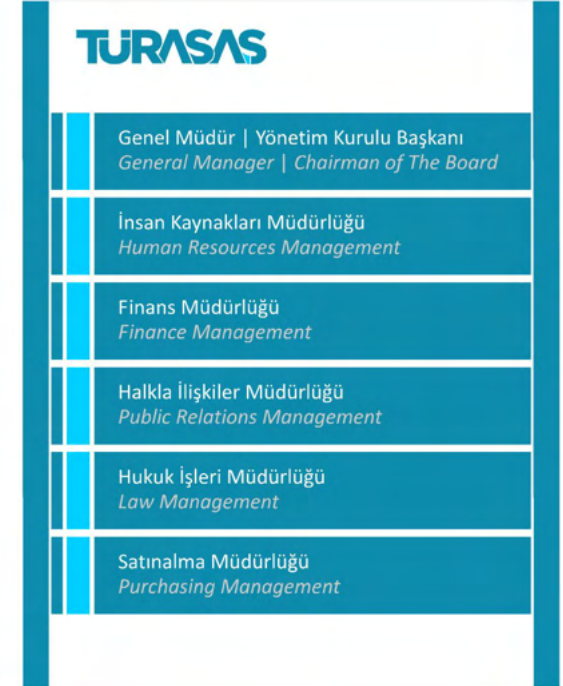 TÜRASAŞ
Genel Müdür | Yönetim Kurulu Başkanı
General Manager | Chairman of The Board
İnsan Kaynakları Müdürlüğü
Human Resources Management
Finans Müdürlüğü
Finance Management
Halkla İlişkiler Müdürlüğü
Public Relations Management
Hukuk İşleri Müdürlüğü
Law Management
Satınalma Müdürlüğü
Purchasing Management